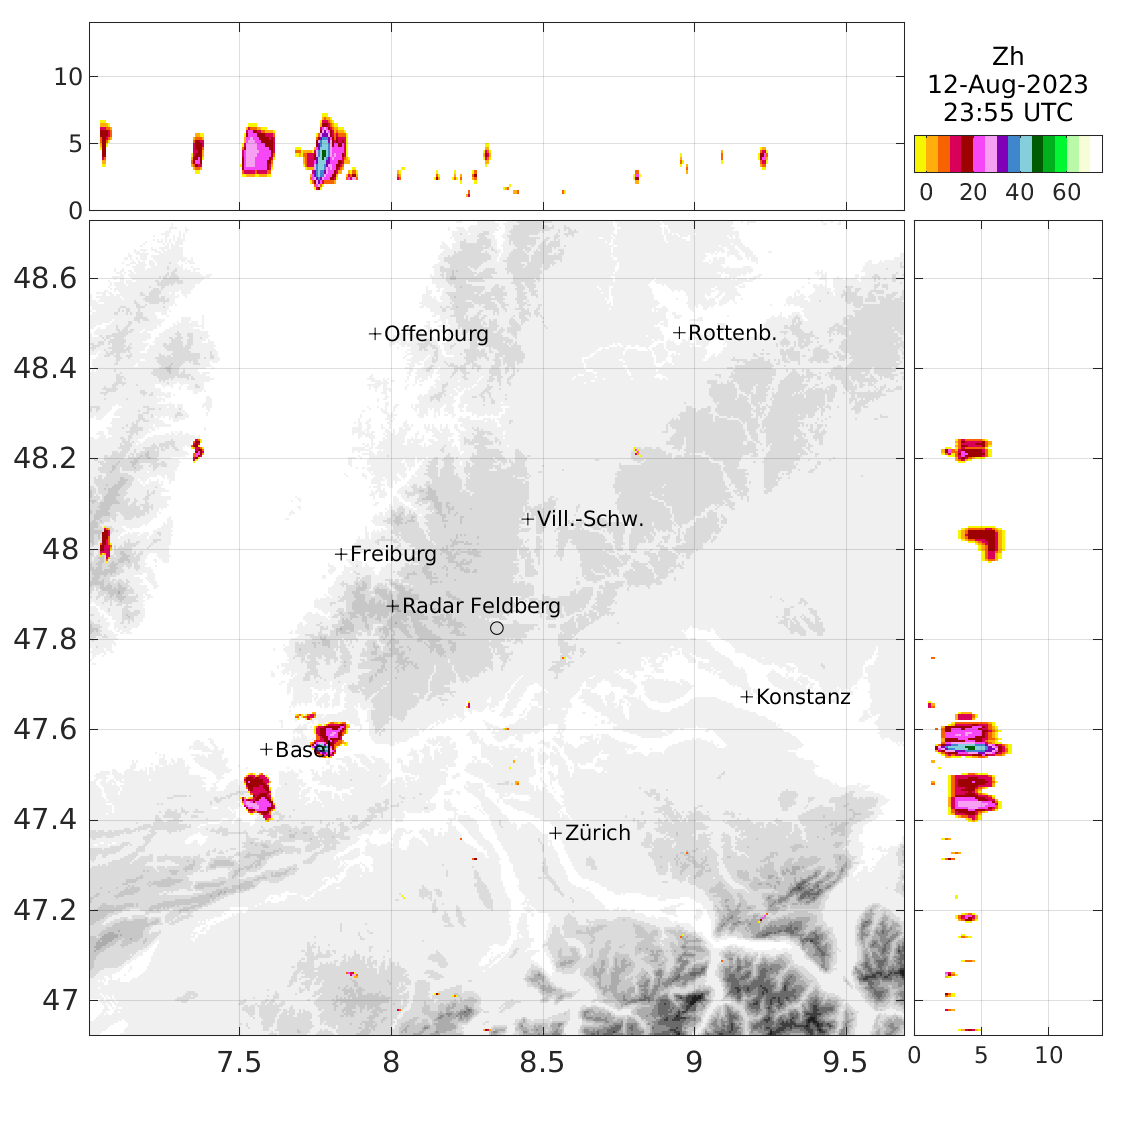 Zh
12-Aug-2023
23:55 UTC
10
5
0
0 20 40 60
48.6
48.4
48.2
48
47.8
47.6
47.4
47.2
47
Offenburg
Rottenb.
Vill.-Schw.
Freiburg
Radar Feldberg
Konstanz
Basel
Zürich
7.5 8 8.5 9 9.5
0 5 10